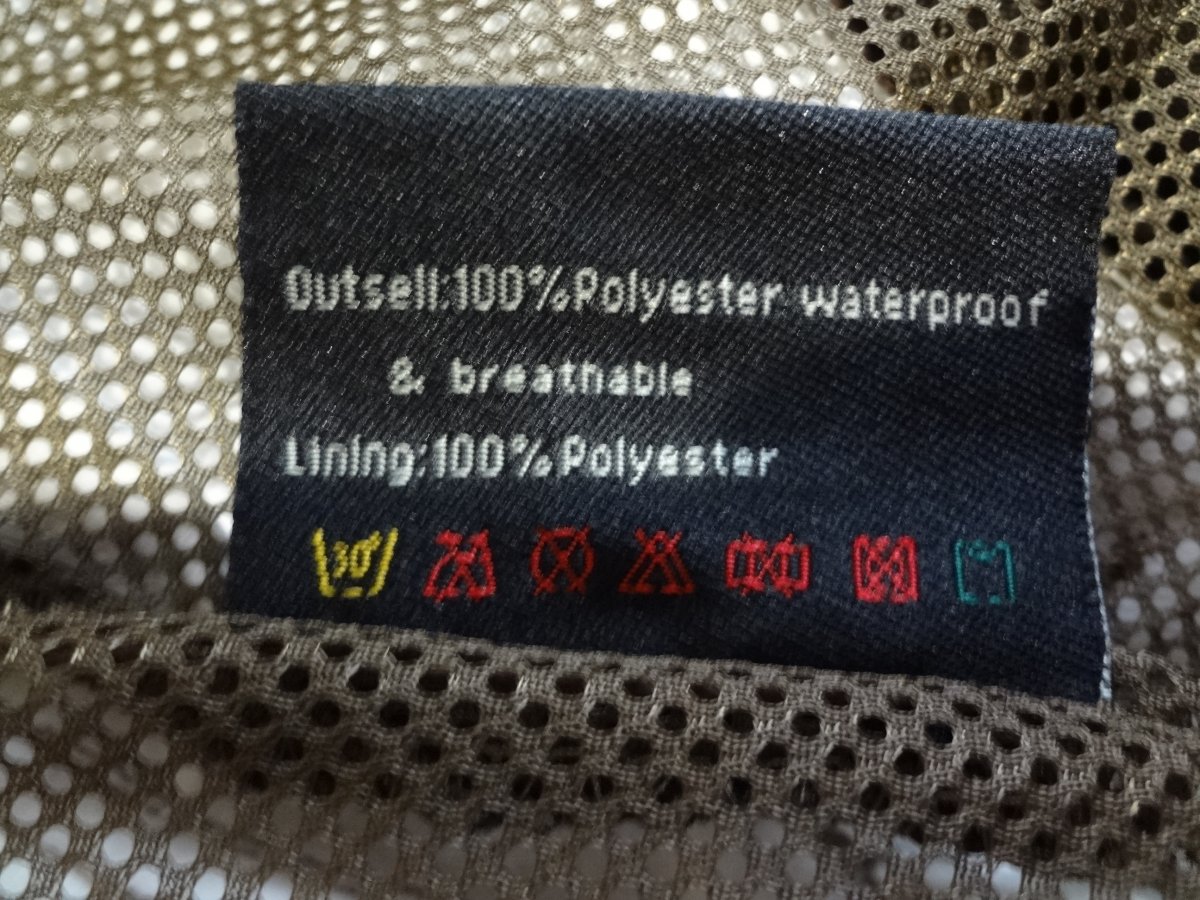 Outsell:100%Polyester waterproof
& breathable
Lining:100%Polyester
30°